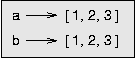 a ⟶ [ 1, 2, 3 ]
b ⟶ [ 1, 2, 3 ]